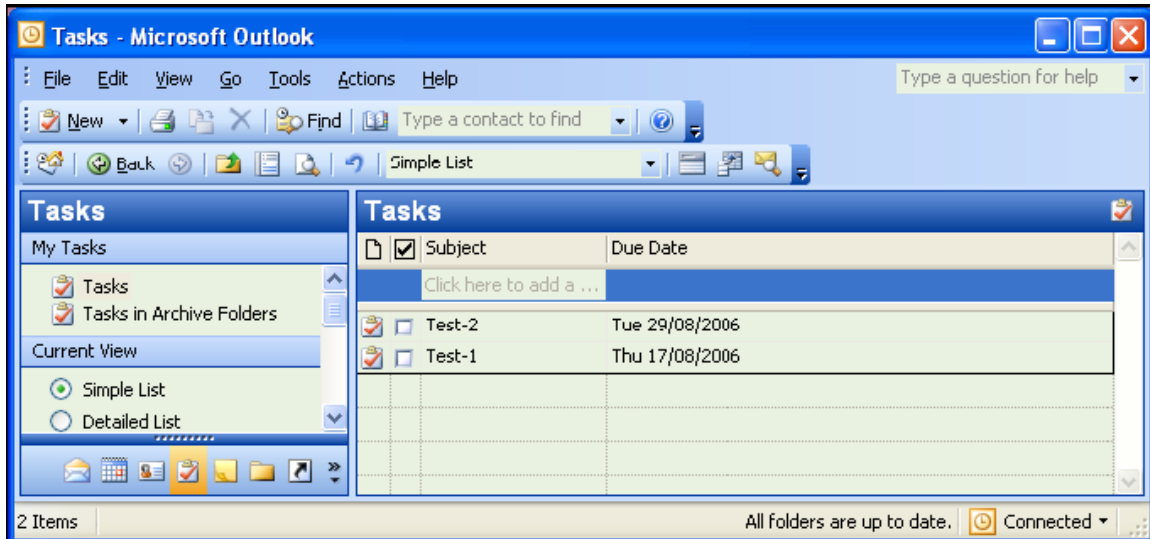 Tasks - Microsoft Outlook
File Edit View Go Tools Actions Help Type a question for help
New Find Type a contact to find
Back Simple List
Tasks Tasks
My Tasks Subject Due Date
Tasks Click here to add a ...
Tasks in Archive Folders Test-2 Tue 29/08/2006
Current View Test-1 Thu 17/08/2006
Simple List
Detailed List
2 Items All folders are up to date. Connected